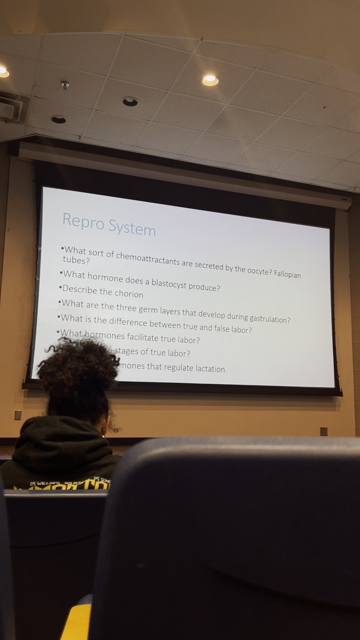 Repro System
•What sort of chemoattractants are secreted by the oocyte? Fallopian
tubes?
•What hormone does a blastocyst produce?
•Describe the chorion
•What are the three germ layers that develop during gastrulation?
•What is the difference between true and false labor?
•What hormones facilitate true labor?
stages of true labor?
that regulate lactation